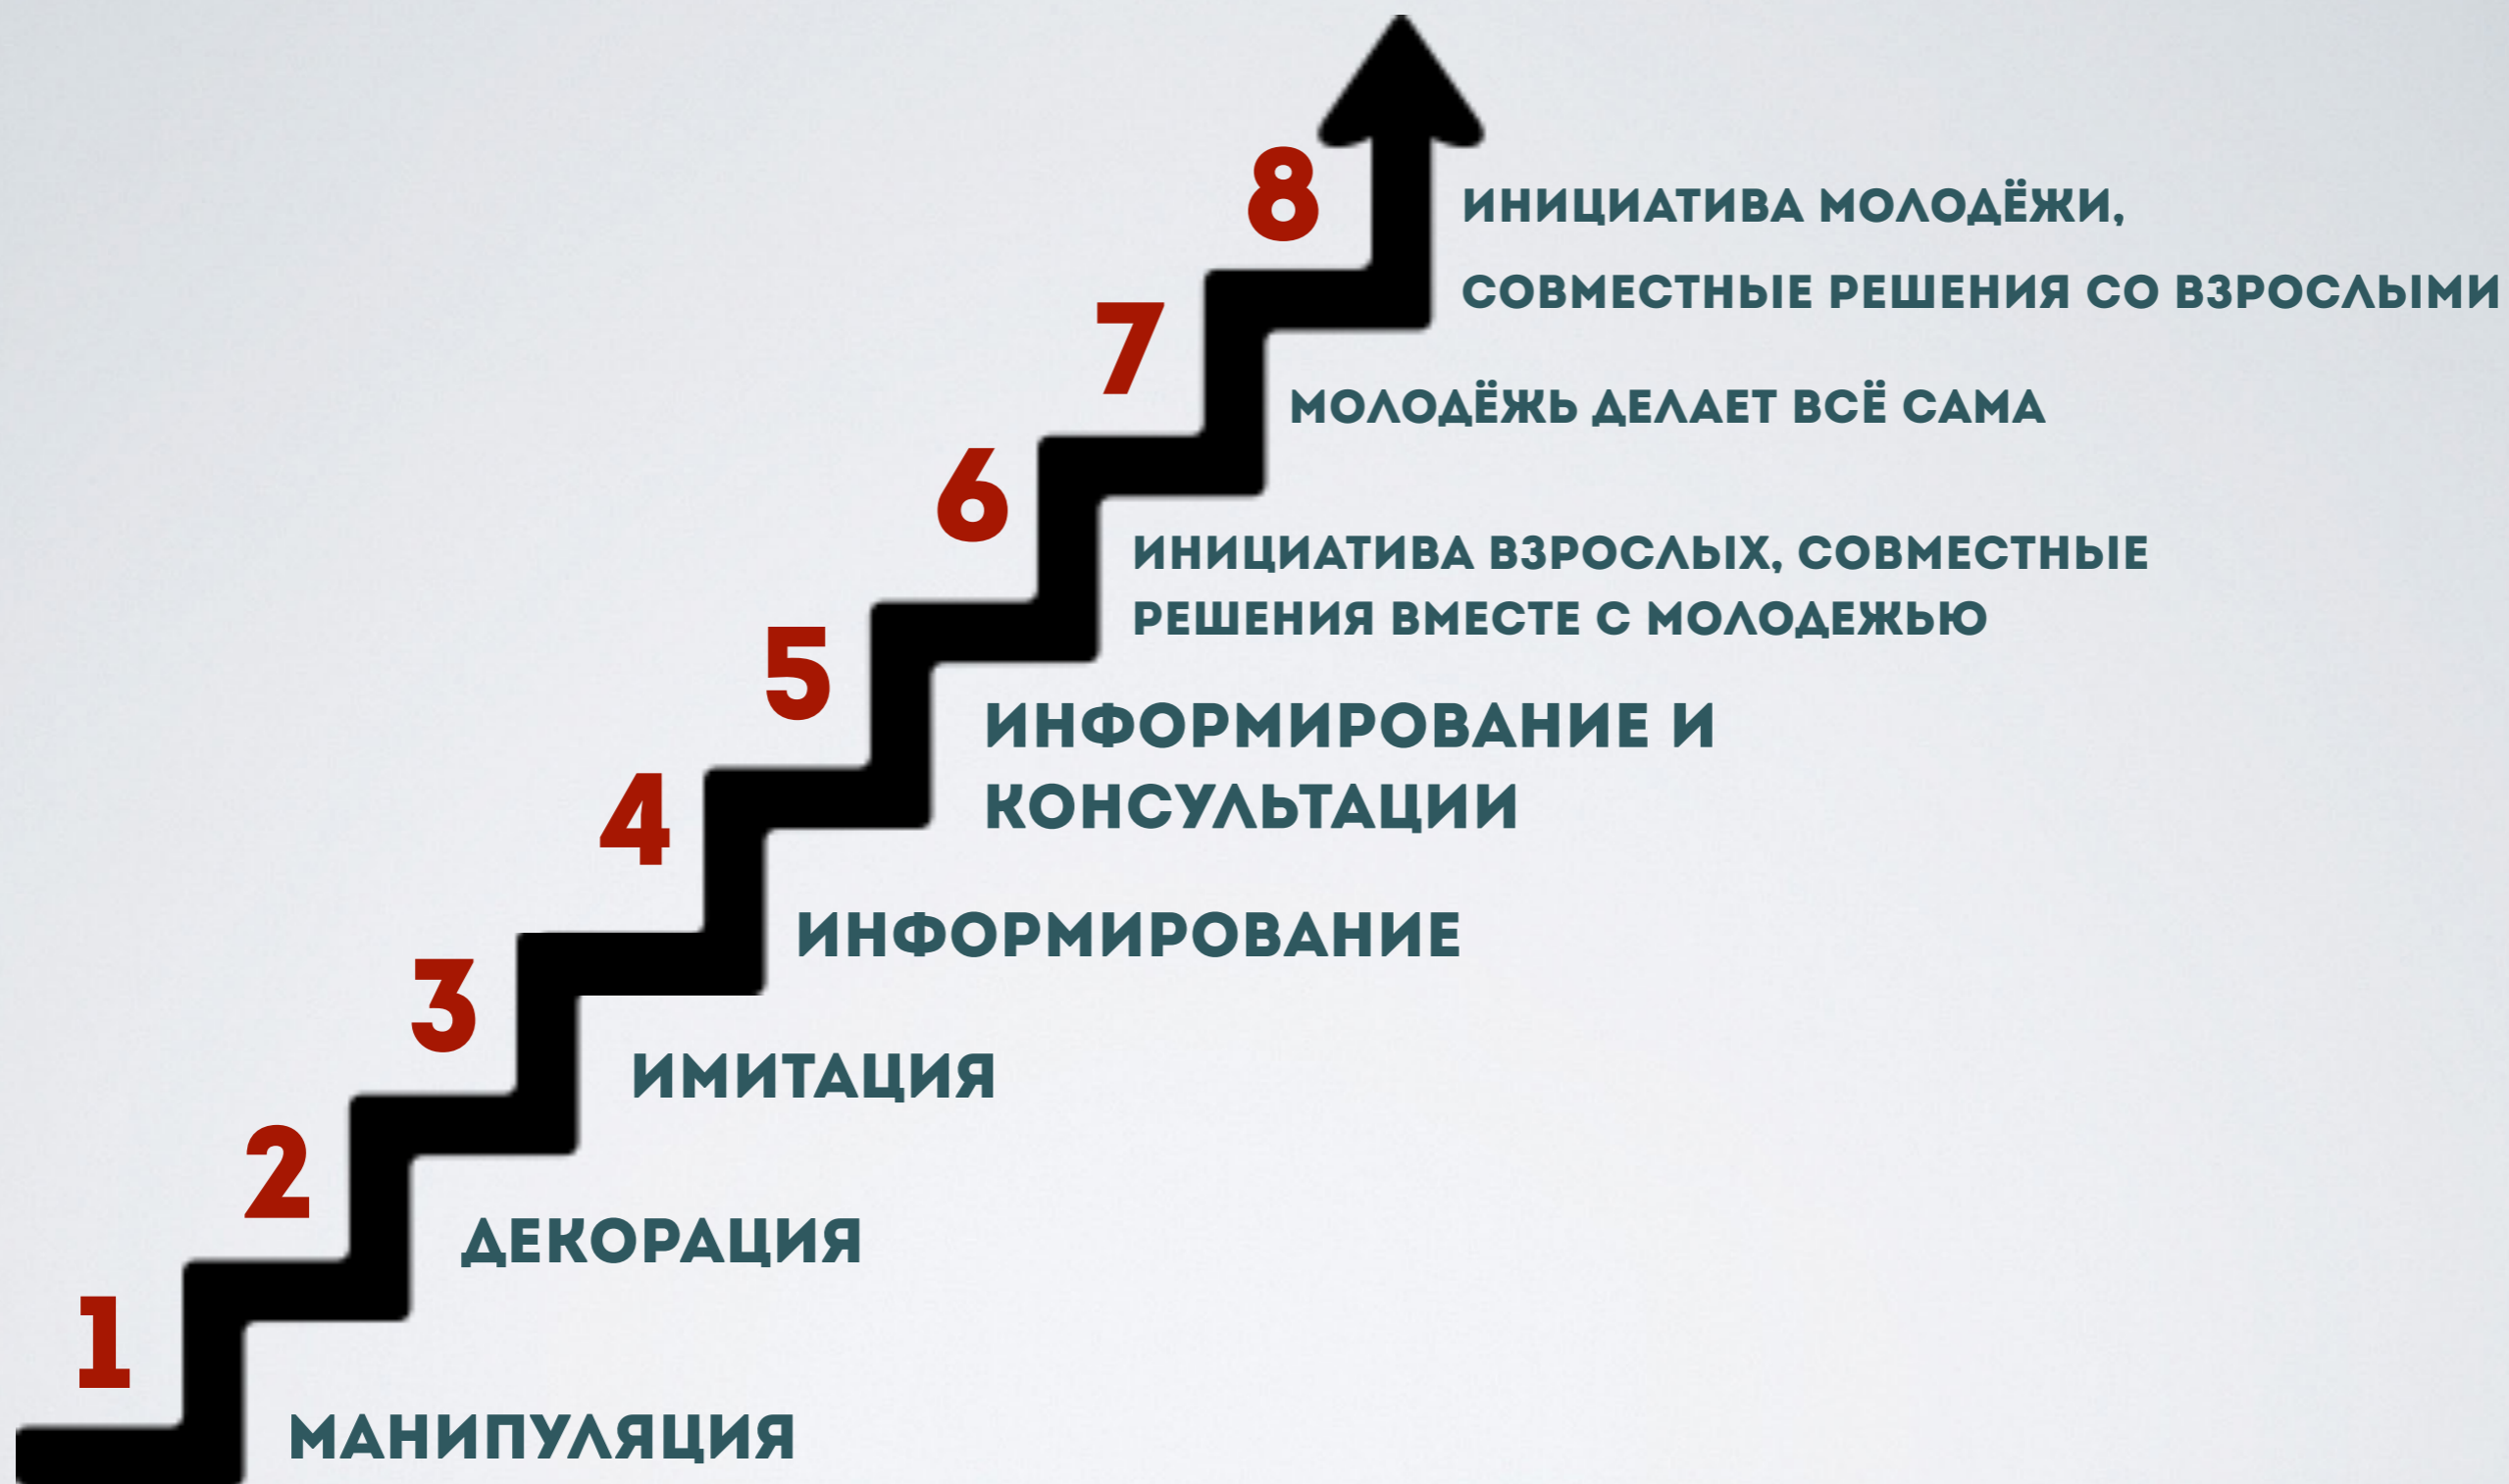 8
ИНИЦИАТИВА МОЛОДЁЖИ,
СОВМЕСТНЫЕ РЕШЕНИЯ СО ВЗРОСЛЫМИ
7
МОЛОДЁЖЬ ДЕЛАЕТ ВСЁ САМА
6
ИНИЦИАТИВА ВЗРОСЛЫХ, СОВМЕСТНЫЕ
РЕШЕНИЯ ВМЕСТЕ С МОЛОДЕЖЬЮ
5
ИНФОРМИРОВАНИЕ И
КОНСУЛЬТАЦИИ
4
ИНФОРМИРОВАНИЕ
3
ИМИТАЦИЯ
2
ДЕКОРАЦИЯ
1
МАНИПУЛЯЦИЯ